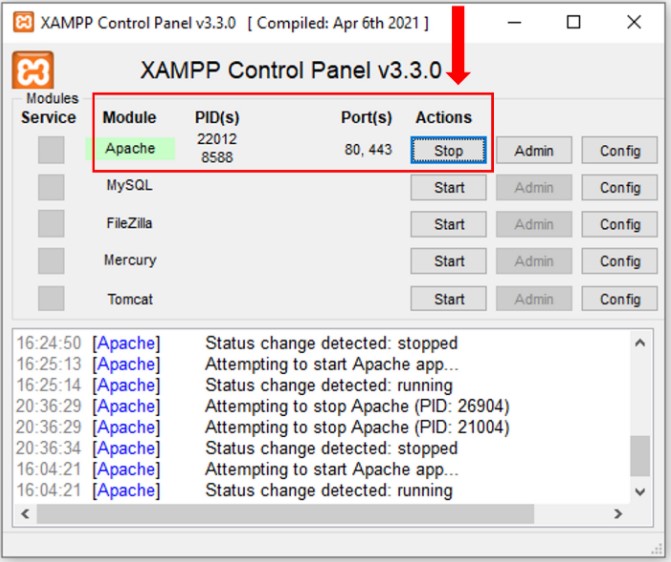 XAMPP Control Panel v3.3.0 [ Compiled: Apr 6th 2021 ]
XAMPP Control Panel v3.3.0
Modules
Service Module PID(s) Port(s) Actions
Apache 22012 8588 80, 443 Stop Admin Config
MySQL Start Admin Config
FileZilla Start Admin Config
Mercury Start Admin Config
Tomcat Start Admin Config
16:24:50 [Apache] Status change detected: stopped
16:25:13 [Apache] Attempting to start Apache app...
16:25:14 [Apache] Status change detected: running
20:36:29 [Apache] Attempting to stop Apache (PID: 26904)
20:36:29 [Apache] Attempting to stop Apache (PID: 21004)
20:36:34 [Apache] Status change detected: stopped
16:04:21 [Apache] Attempting to start Apache app...
16:04:21 [Apache] Status change detected: running